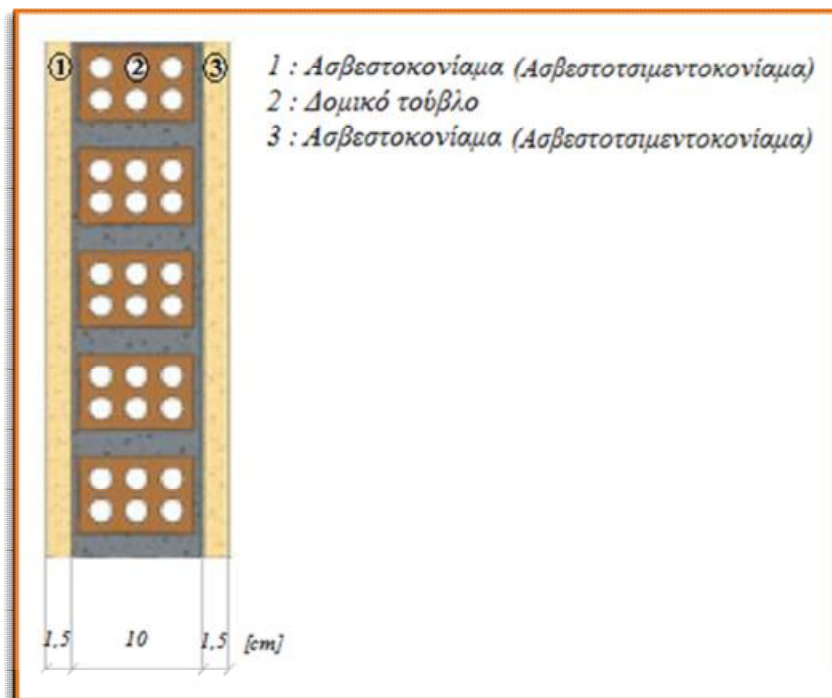 1 2 3
1 : Ασβεστοκονίαμα (Ασβεστοτσιμεντοκονίαμα)
2 : Δομικό τούβλο
3 : Ασβεστοκονίαμα (Ασβεστοτσιμεντοκονίαμα)
1,5 10 1,5 [cm]